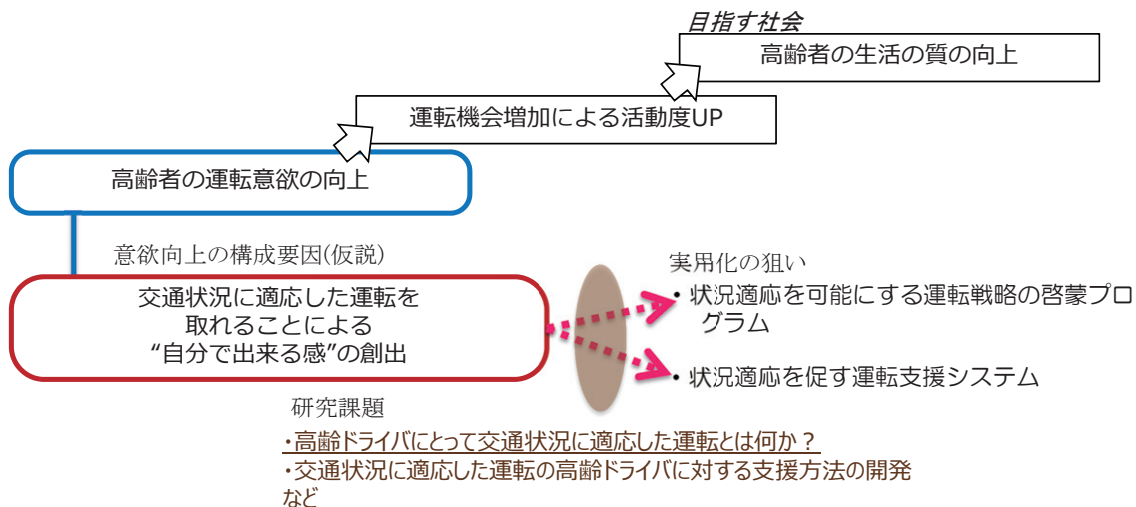 目指す社会
高齢者の生活の質の向上
運転機会増加による活動度UP
高齢者の運転意欲の向上
意欲向上の構成要因(仮説)
交通状況に適応した運転を
取れることによる
“自分で出来る感”の創出
実用化の狙い
・状況適応を可能にする運転戦略の啓蒙プロ
グラム
・状況適応を促す運転支援システム
研究課題
・高齢ドライバにとって交通状況に適応した運転とは何か？
・交通状況に適応した運転の高齢ドライバに対する支援方法の開発
など